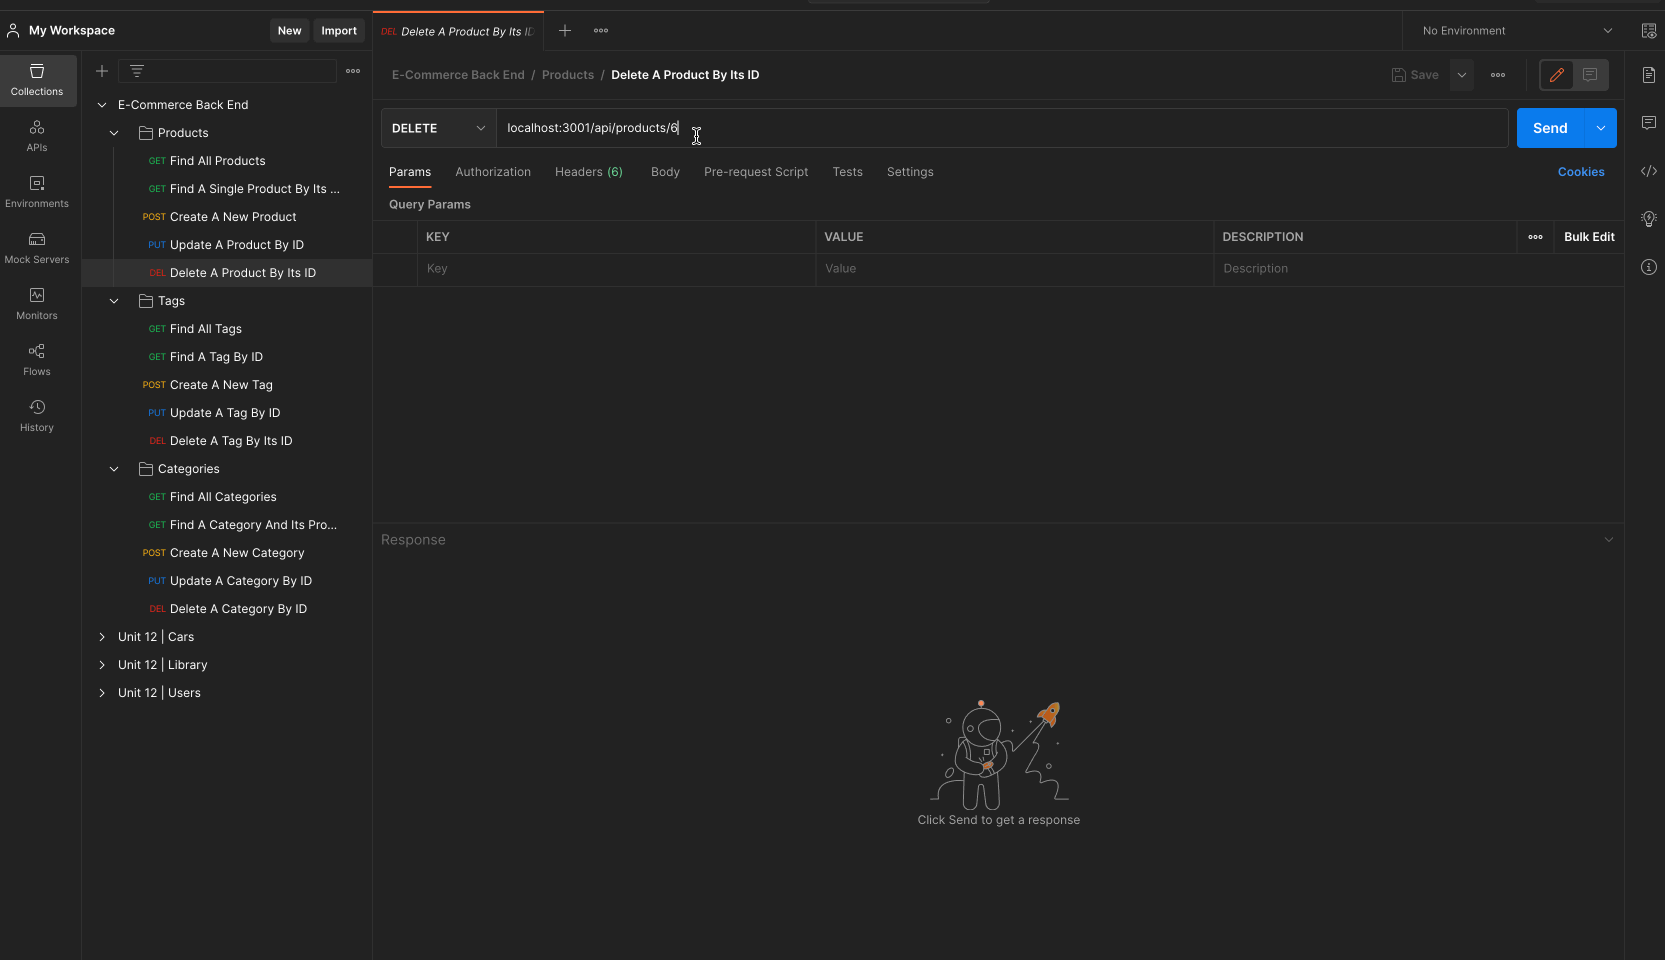 My Workspace
New
Import
Collections
APIs
Environments
Mock Servers
Monitors
Flows
History
E-Commerce Back End
Products
GET Find All Products
GET Find A Single Product By Its ...
POST Create A New Product
PUT Update A Product By ID
DEL Delete A Product By Its ID
Tags
GET Find All Tags
GET Find A Tag By ID
POST Create A New Tag
PUT Update A Tag By ID
DEL Delete A Tag By Its ID
Categories
GET Find All Categories
GET Find A Category And Its Pro...
POST Create A New Category
PUT Update A Category By ID
DEL Delete A Category By ID
Unit 12 | Cars
Unit 12 | Library
Unit 12 | Users
DEL Delete A Product By Its ID
No Environment
E-Commerce Back End / Products / Delete A Product By Its ID
Save
DELETE
localhost:3001/api/products/6
Send
Params
Authorization
Headers (6)
Body
Pre-request Script
Tests
Settings
Cookies
Query Params
KEY
VALUE
DESCRIPTION
Bulk Edit
Key
Value
Description
Response
Click Send to get a response